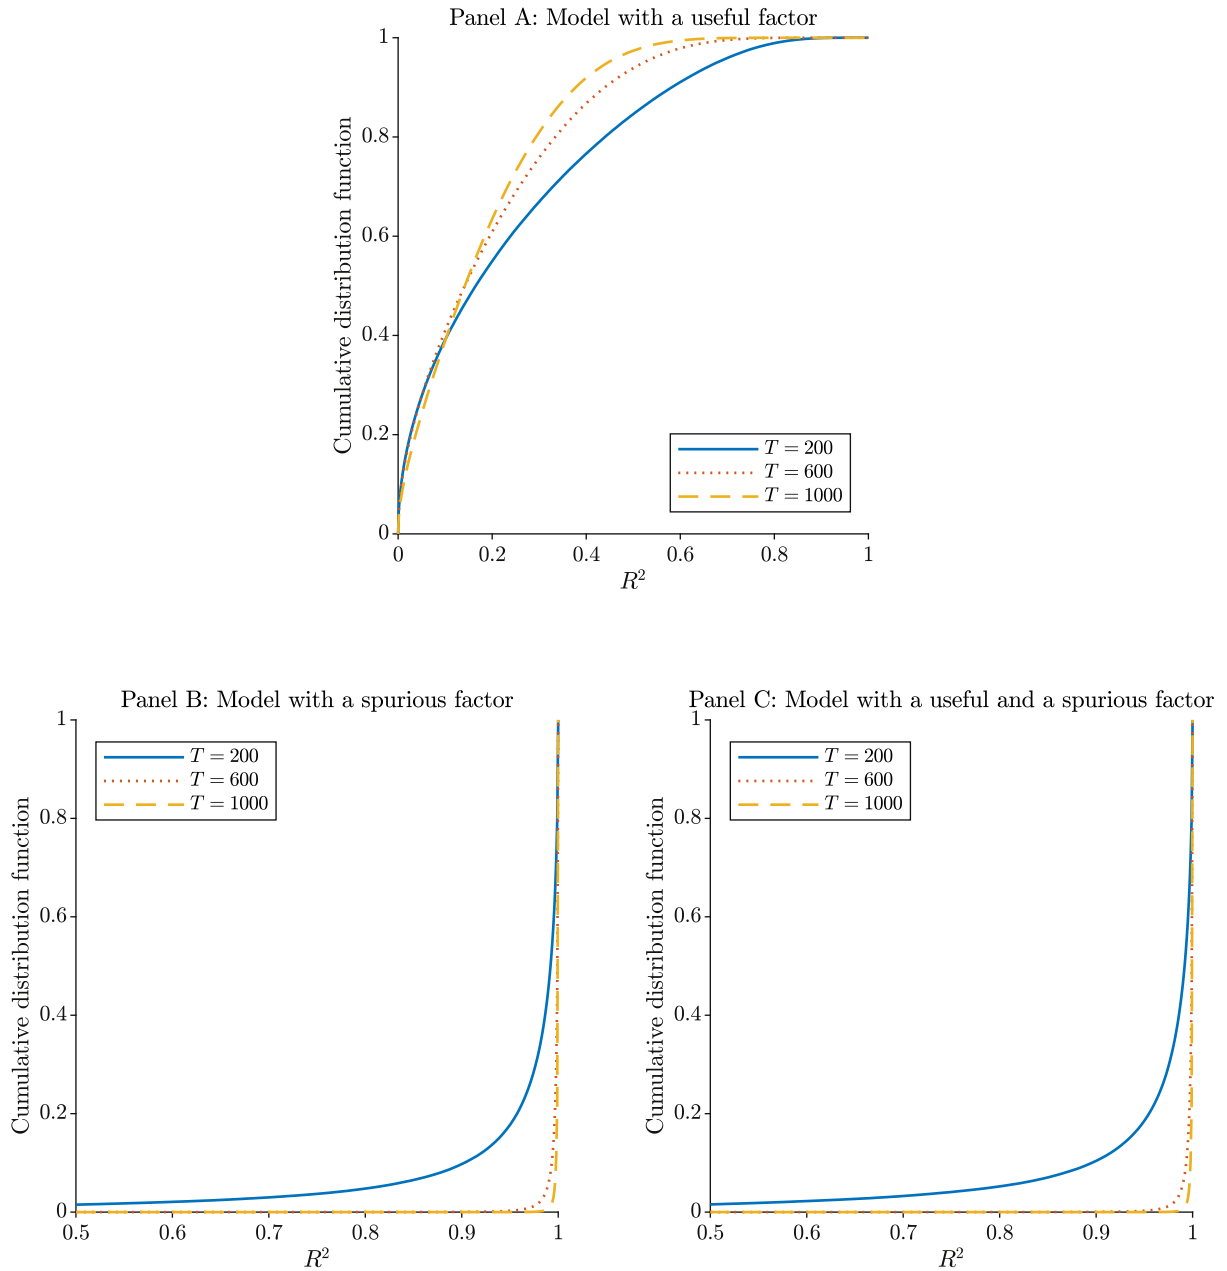 Panel A: Model with a useful factor
Cumulative distribution function
1
0.8
0.6
0.4
0.2
0
T = 200
T = 600
T = 1000
0 0.2 0.4 0.6 0.8 1
R²
Panel B: Model with a spurious factor
Cumulative distribution function
1
0.8
0.6
0.4
0.2
0
T = 200
T = 600
T = 1000
0.5 0.6 0.7 0.8 0.9 1
R²
Panel C: Model with a useful and a spurious factor
Cumulative distribution function
1
0.8
0.6
0.4
0.2
0
T = 200
T = 600
T = 1000
0.5 0.6 0.7 0.8 0.9 1
R²